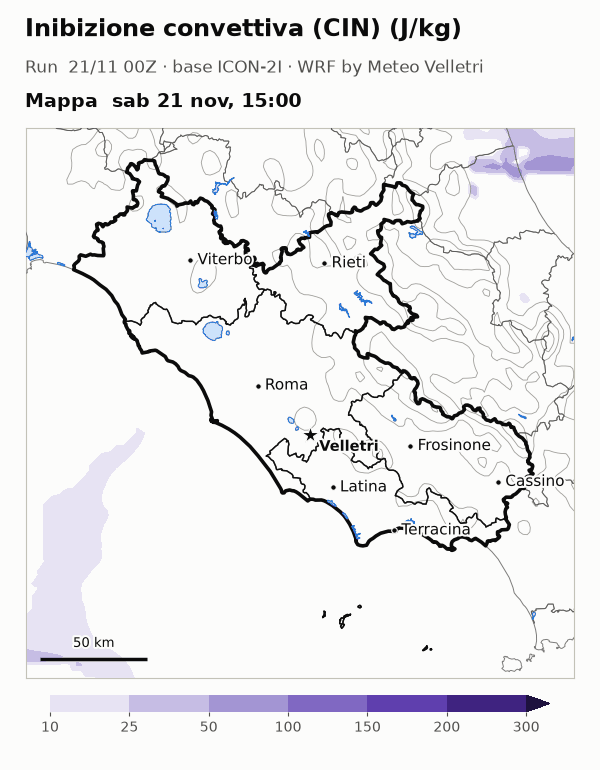 Inibizione convettiva (CIN) (J/kg)
Run  21/11 00Z · base ICON-2I · WRF by Meteo Velletri
Mappa  sab 21 nov, 15:00
Viterbo
Rieti
Roma
Velletri
Frosinone
Cassino
Latina
Terracina
50 km
10 25 50 100 150 200 300